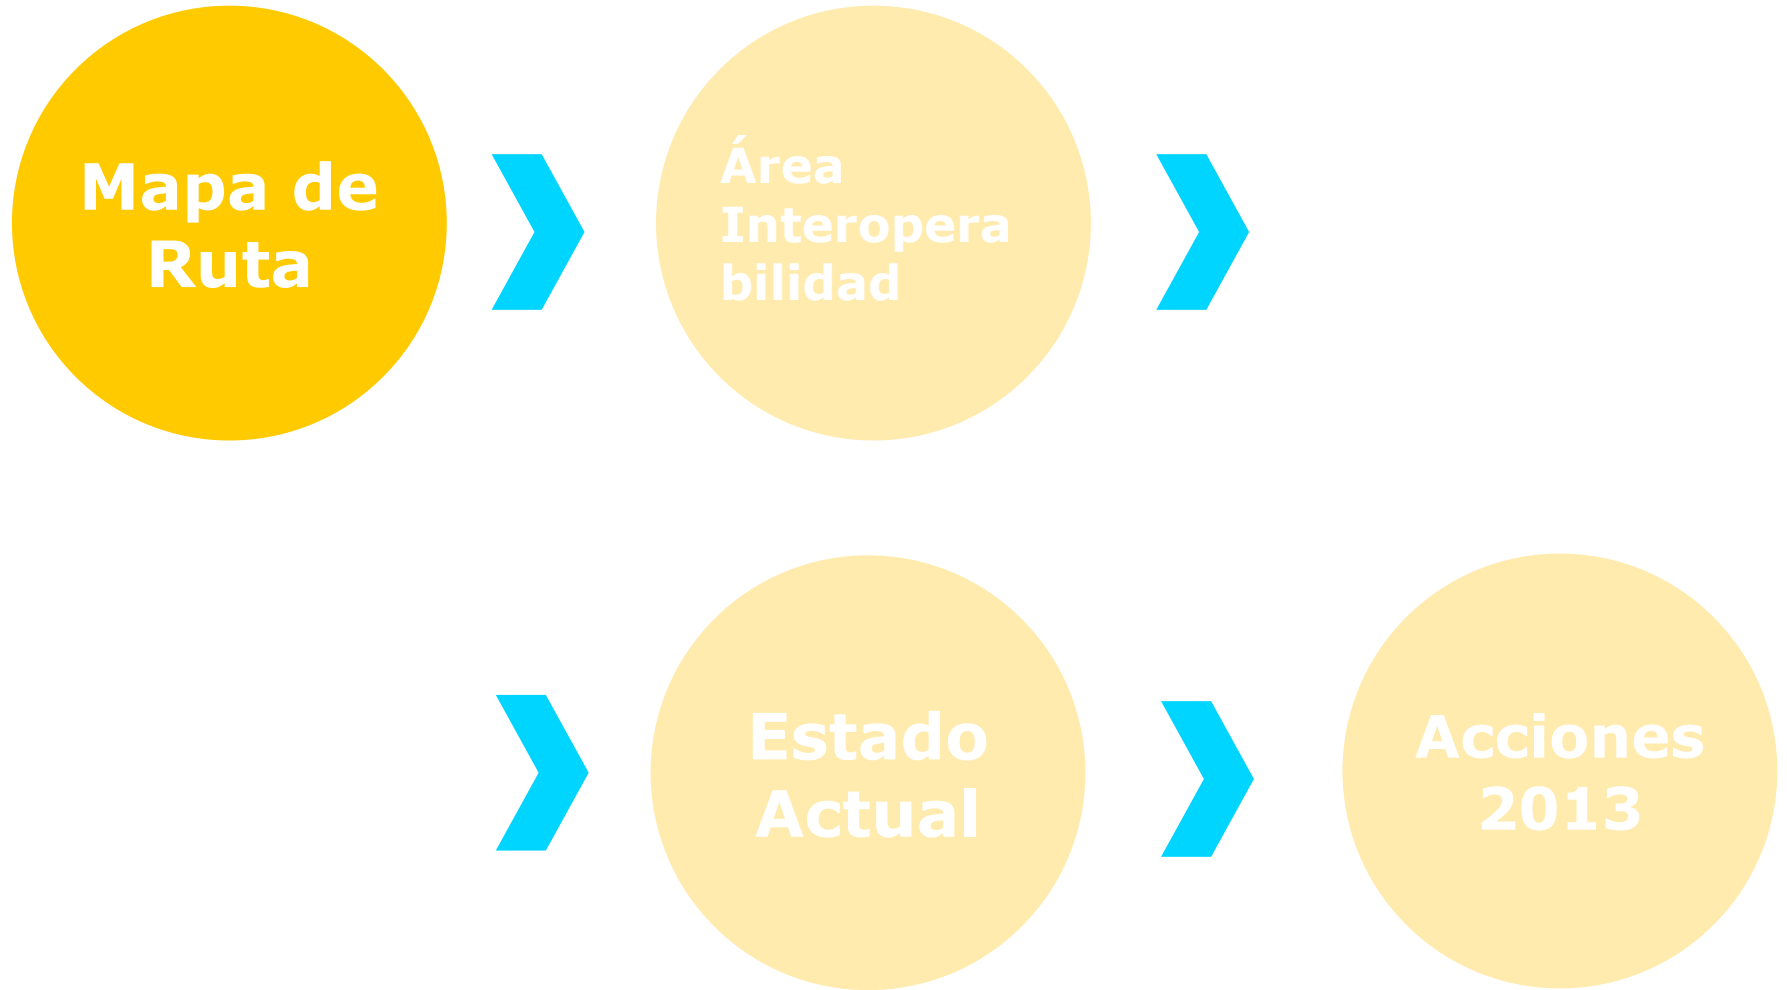 Mapa de
Ruta
Área
Interopera
bilidad
Estado
Actual
Acciones
2013